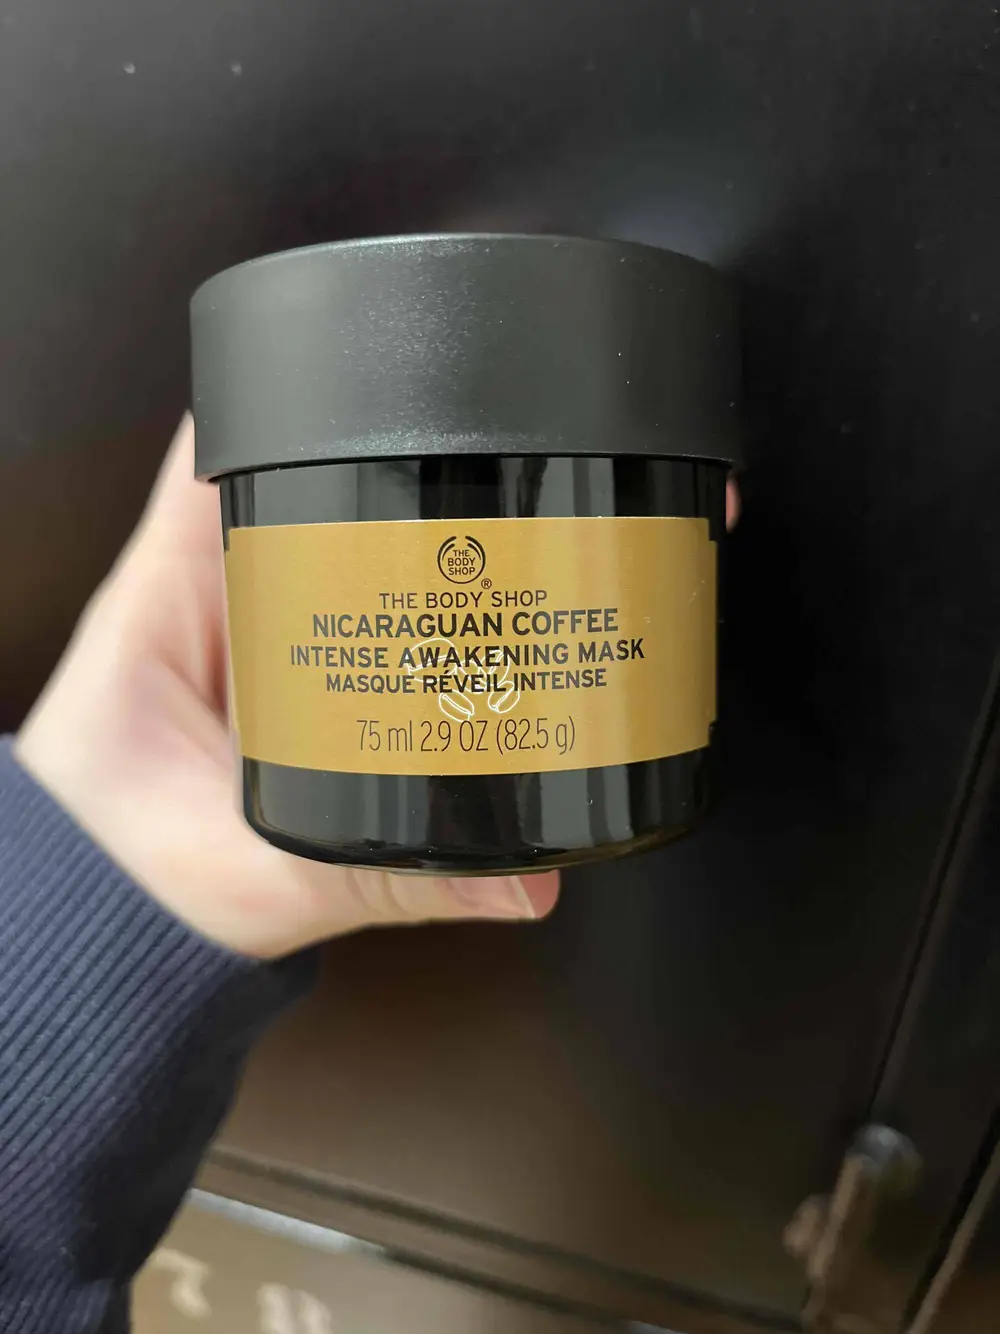 THE
BODY
SHOP
®
THE BODY SHOP
NICARAGUAN COFFEE
INTENSE AWAKENING MASK
MASQUE RÉVEIL INTENSE
75 ml 2.9 OZ (82.5 g)